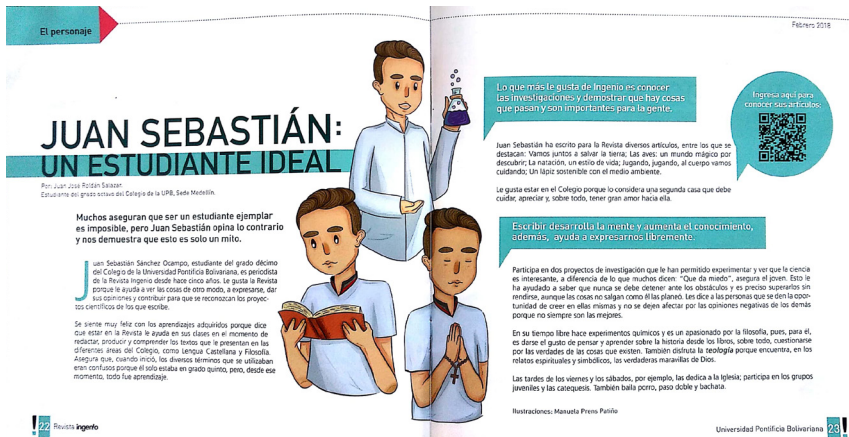 El personaje
JUAN SEBASTIÁN:
UN ESTUDIANTE IDEAL
Por: Juan José Roldán Salazar.
Estudiante del grado octavo del Colegio de la UPB, Sede Medellín.
Muchos aseguran que ser un estudiante ejemplar
es imposible, pero Juan Sebastián opina lo contrario
y nos demuestra que esto es solo un mito.
Juan Sebastián Sánchez Ocampo, estudiante del grado décimo
del Colegio de la Universidad Pontificia Bolivariana, es periodista
de la Revista Ingenio desde hace cinco años. Le gusta la Revista
porque le ayuda a ver las cosas de otro modo, a expresarse, dar
sus opiniones y contribuir para que se reconozcan los proyec-
tos científicos de los que escribe.
Se siente muy feliz con los aprendizajes adquiridos porque dice
que estar en la Revista le ayuda en sus clases en el momento de
redactar, producir y comprender los textos que le presentan en las
diferentes áreas del Colegio, como Lengua Castellana y Filosofía.
Asegura que, cuando inició, los diversos términos que se utilizaban
eran confusos porque él solo estaba en grado quinto, pero, desde ese
momento, todo fue aprendizaje.
!22 Revista ingenio
Febrero 2018
Lo que más le gusta de Ingenio es conocer
las investigaciones y demostrar que hay cosas
que pasan y son importantes para la gente.
Ingresa aquí para
conocer sus artículos:
Juan Sebastián ha escrito para la Revista diversos artículos, entre los que se
destacan: Vamos juntos a salvar la tierra; Las aves: un mundo mágico por
descubrir; La natación, un estilo de vida; Jugando, jugando, al cuerpo vamos
cuidando; Un lápiz sostenible con el medio ambiente.
Le gusta estar en el Colegio porque lo considera una segunda casa que debe
cuidar, apreciar y, sobre todo, tener gran amor hacia ella.
Escribir desarrolla la mente y aumenta el conocimiento,
además, ayuda a expresarnos libremente.
Participa en dos proyectos de investigación que le han permitido experimentar y ver que la ciencia
es interesante, a diferencia de lo que muchos dicen: "Que da miedo", asegura el joven. Esto le
ha ayudado a saber que nunca se debe detener ante los obstáculos y es preciso superarlos sin
rendirse, aunque las cosas no salgan como él las planeó. Les dice a las personas que se den la opor-
tunidad de creer en ellas mismas y no se dejen afectar por las opiniones negativas de los demás
porque no siempre son las mejores.
En su tiempo libre hace experimentos químicos y es un apasionado por la filosofía, pues, para él,
es darse el gusto de pensar y aprender sobre la historia desde los libros, sobre todo, cuestionarse
por las verdades de las cosas que existen. También disfruta la teología porque encuentra, en los
relatos espirituales y simbólicos, las verdaderas maravillas de Dios.
Las tardes de los viernes y los sábados, por ejemplo, las dedica a la Iglesia; participa en los grupos
juveniles y las catequesis. También baila porro, paso doble y bachata.
Ilustraciones: Manuela Prens Patiño
Universidad Pontificia Bolivariana 23!